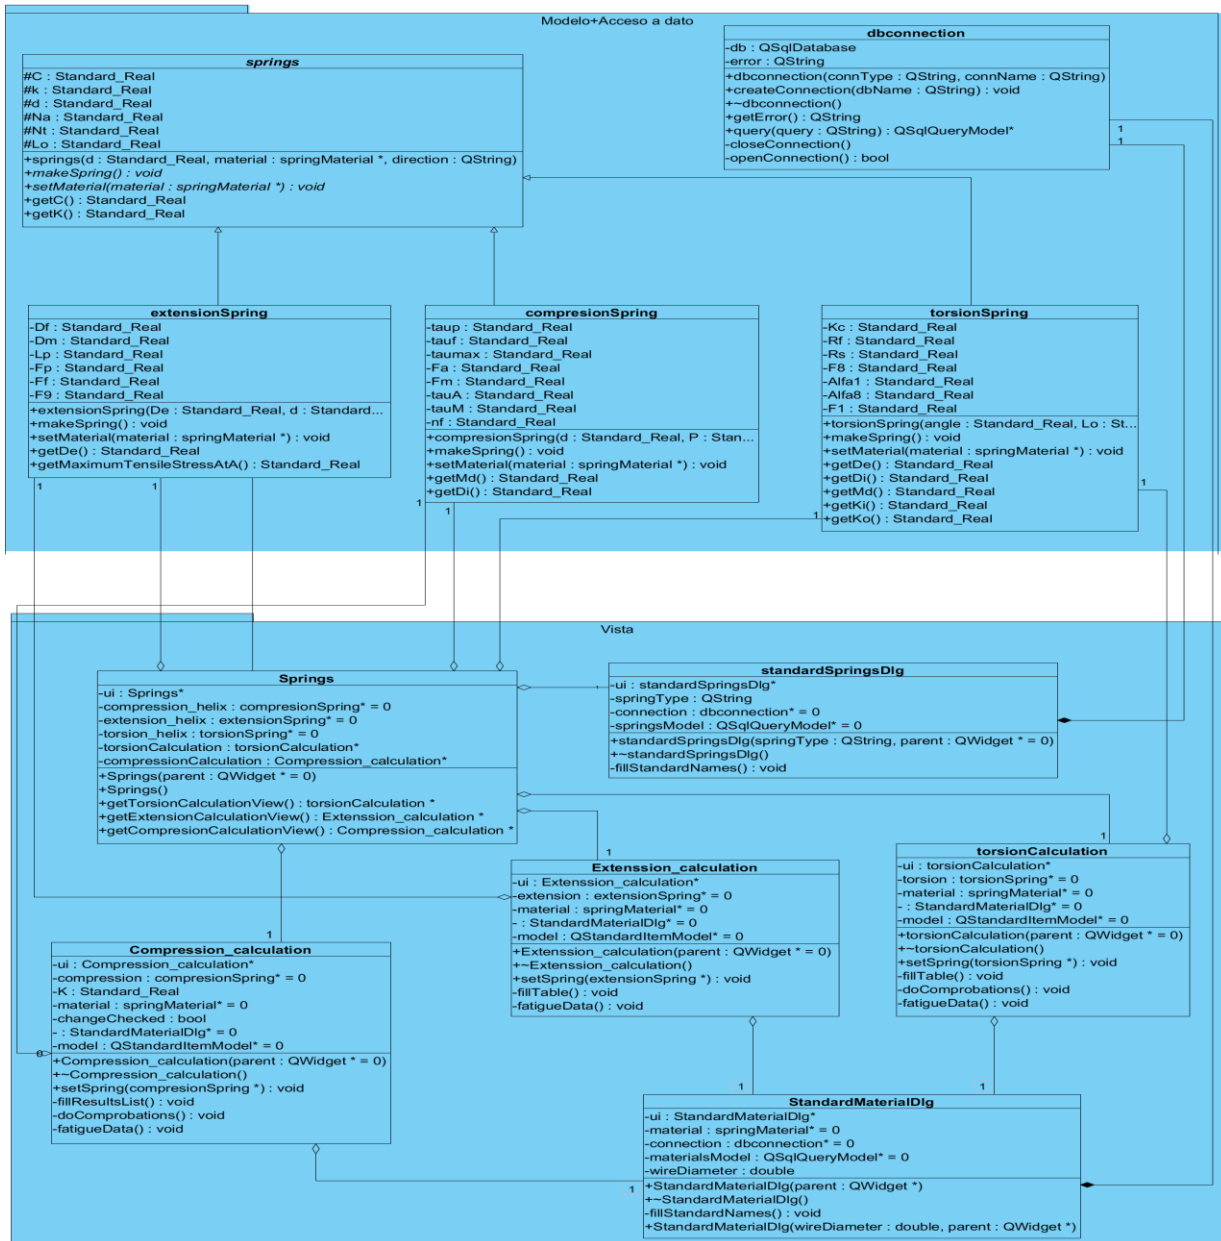 Modelo+Acceso a dato
springs
#C : Standard_Real
#k : Standard_Real
#d : Standard_Real
#Na : Standard_Real
#Nt : Standard_Real
#Lo : Standard_Real
+springs(d : Standard_Real, material : springMaterial *, direction : QString)
+makeSpring() : void
+setMaterial(material : springMaterial *) : void
+getC() : Standard_Real
+getK() : Standard_Real
dbconnection
-db : QSqlDatabase
-error : QString
+dbconnection(connType : QString, connName : QString)
+createConnection(dbName : QString) : void
+~dbconnection()
+getError() : QString
+query(query : QString) : QSqlQueryModel*
-closeConnection()
-openConnection() : bool
1
1
extensionSpring
-Df : Standard_Real
-Dm : Standard_Real
-Lp : Standard_Real
-Fp : Standard_Real
-Ff : Standard_Real
-F9 : Standard_Real
+extensionSpring(De : Standard_Real, d : Standard...
+makeSpring() : void
+setMaterial(material : springMaterial *) : void
+getDe() : Standard_Real
+getMaximumTensileStressAtA() : Standard_Real
1
1
compresionSpring
-taup : Standard_Real
-tauf : Standard_Real
-taumax : Standard_Real
-Fa : Standard_Real
-Fm : Standard_Real
-tauA : Standard_Real
-tauM : Standard_Real
-nf : Standard_Real
+compresionSpring(d : Standard_Real, P : Stan...
+makeSpring() : void
+setMaterial(material : springMaterial *) : void
+getMd() : Standard_Real
+getDi() : Standard_Real
1
1
torsionSpring
-Kc : Standard_Real
-Rf : Standard_Real
-Rs : Standard_Real
-F8 : Standard_Real
-Alfa1 : Standard_Real
-Alfa8 : Standard_Real
-F1 : Standard_Real
+torsionSpring(angle : Standard_Real, Lo : St...
+makeSpring() : void
+setMaterial(material : springMaterial *) : void
+getDe() : Standard_Real
+getDi() : Standard_Real
+getMd() : Standard_Real
+getKi() : Standard_Real
+getKo() : Standard_Real
1
1
Vista
Springs
-ui : Springs*
-compression_helix : compresionSpring* = 0
-extension_helix : extensionSpring* = 0
-torsion_helix : torsionSpring* = 0
-torsionCalculation : torsionCalculation*
-compressionCalculation : Compression_calculation*
+Springs(parent : QWidget * = 0)
+Springs()
+getTorsionCalculationView() : torsionCalculation *
+getExtensionCalculationView() : Extenssion_calculation *
+getCompresionCalculationView() : Compression_calculation *
standardSpringsDlg
-ui : standardSpringsDlg*
-springType : QString
-connection : dbconnection* = 0
-springsModel : QSqlQueryModel* = 0
+standardSpringsDlg(springType : QString, parent : QWidget * = 0)
+~standardSpringsDlg()
-fillStandardNames() : void
1
1
1
Extenssion_calculation
-ui : Extenssion_calculation*
-extension : extensionSpring* = 0
-material : springMaterial* = 0
- : StandardMaterialDlg* = 0
-model : QStandardItemModel* = 0
+Extenssion_calculation(parent : QWidget * = 0)
+~Extenssion_calculation()
+setSpring(extensionSpring *) : void
-fillTable() : void
-fatigueData() : void
torsionCalculation
-ui : torsionCalculation*
-torsion : torsionSpring* = 0
-material : springMaterial* = 0
- : StandardMaterialDlg* = 0
-model : QStandardItemModel* = 0
+torsionCalculation(parent : QWidget * = 0)
+~torsionCalculation()
+setSpring(torsionSpring *) : void
-fillTable() : void
-doComprobations() : void
-fatigueData() : void
Compression_calculation
-ui : Compression_calculation*
-compression : compresionSpring* = 0
-K : Standard_Real
-material : springMaterial* = 0
-changeChecked : bool
- : StandardMaterialDlg* = 0
-model : QStandardItemModel* = 0
+Compression_calculation(parent : QWidget * = 0)
+~Compression_calculation()
+setSpring(compresionSpring *) : void
-fillResultsList() : void
-doComprobations() : void
-fatigueData() : void
1
1
1
StandardMaterialDlg
-ui : StandardMaterialDlg*
-material : springMaterial* = 0
-connection : dbconnection* = 0
-materialsModel : QSqlQueryModel* = 0
-wireDiameter : double
+StandardMaterialDlg(parent : QWidget *)
+~StandardMaterialDlg()
-fillStandardNames() : void
+StandardMaterialDlg(wireDiameter : double, parent : QWidget *)